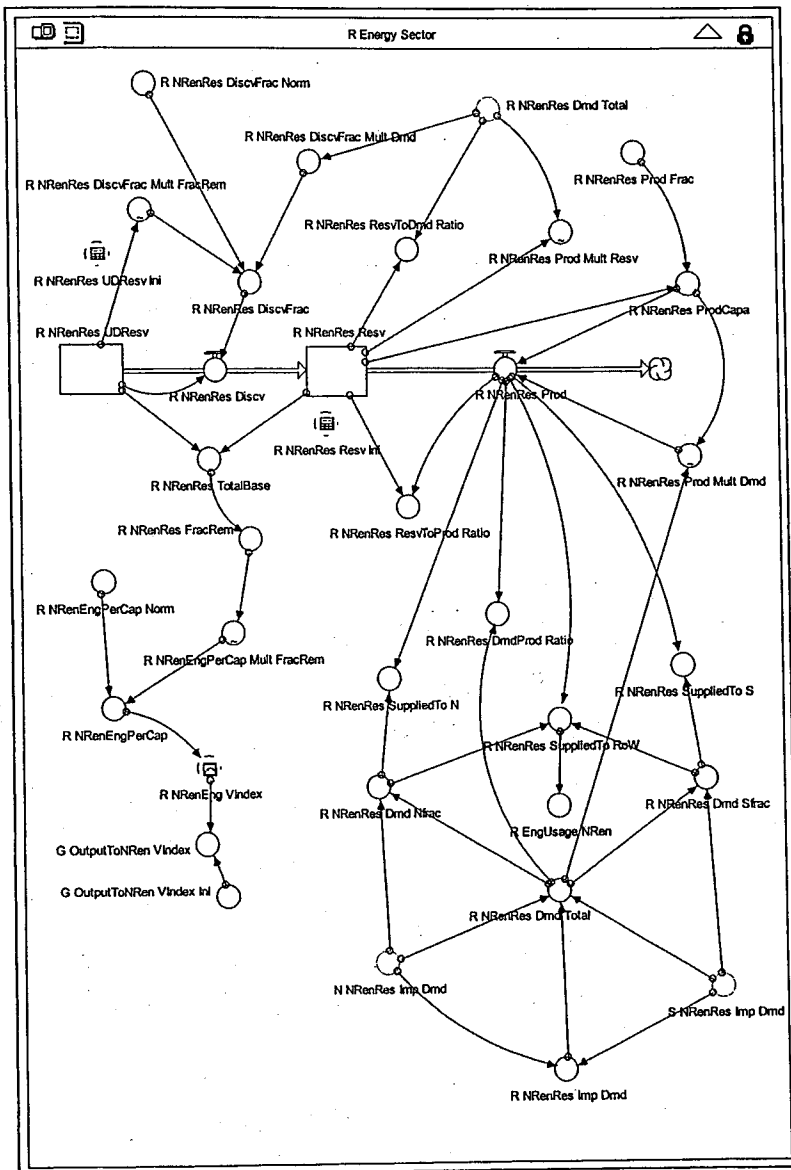 R Energy Sector
R NRenRes DiscvFrac Norm
R NRenRes Dmd Total
R NRenRes DiscvFrac Mult Dmd
R NRenRes Prod Frac
R NRenRes DiscvFrac Mult FracRem
R NRenRes ResvToDmd Ratio
R NRenRes Prod Mult Resv
R NRenRes UDResv Ini
R NRenRes DiscvFrac
R NRenRes ProdCapa
R NRenRes UDResv
R NRenRes Resv
R NRenRes Discv
R NRenRes Prod
R NRenRes Resv Ini
R NRenRes TotalBase
R NRenRes Prod Mult Dmd
R NRenRes FracRem
R NRenRes ResvToProd Ratio
R NRenEngPerCap Norm
R NRenRes DmdProd Ratio
R NRenEngPerCap Mult FracRem
R NRenRes SuppliedTo S
R NRenRes SuppliedTo N
R NRenEngPerCap
R NRenRes SuppliedTo RoW
R NRenEng VIndex
R NRenRes Dmd Nfrac
R NRenRes Dmd Sfrac
R EngUsage NRen
G OutputToNRen VIndex
G OutputToNRen VIndex Ini
R NRenRes Dmd Total
N NRenRes Imp Dmd
S NRenRes Imp Dmd
R NRenRes Imp Dmd